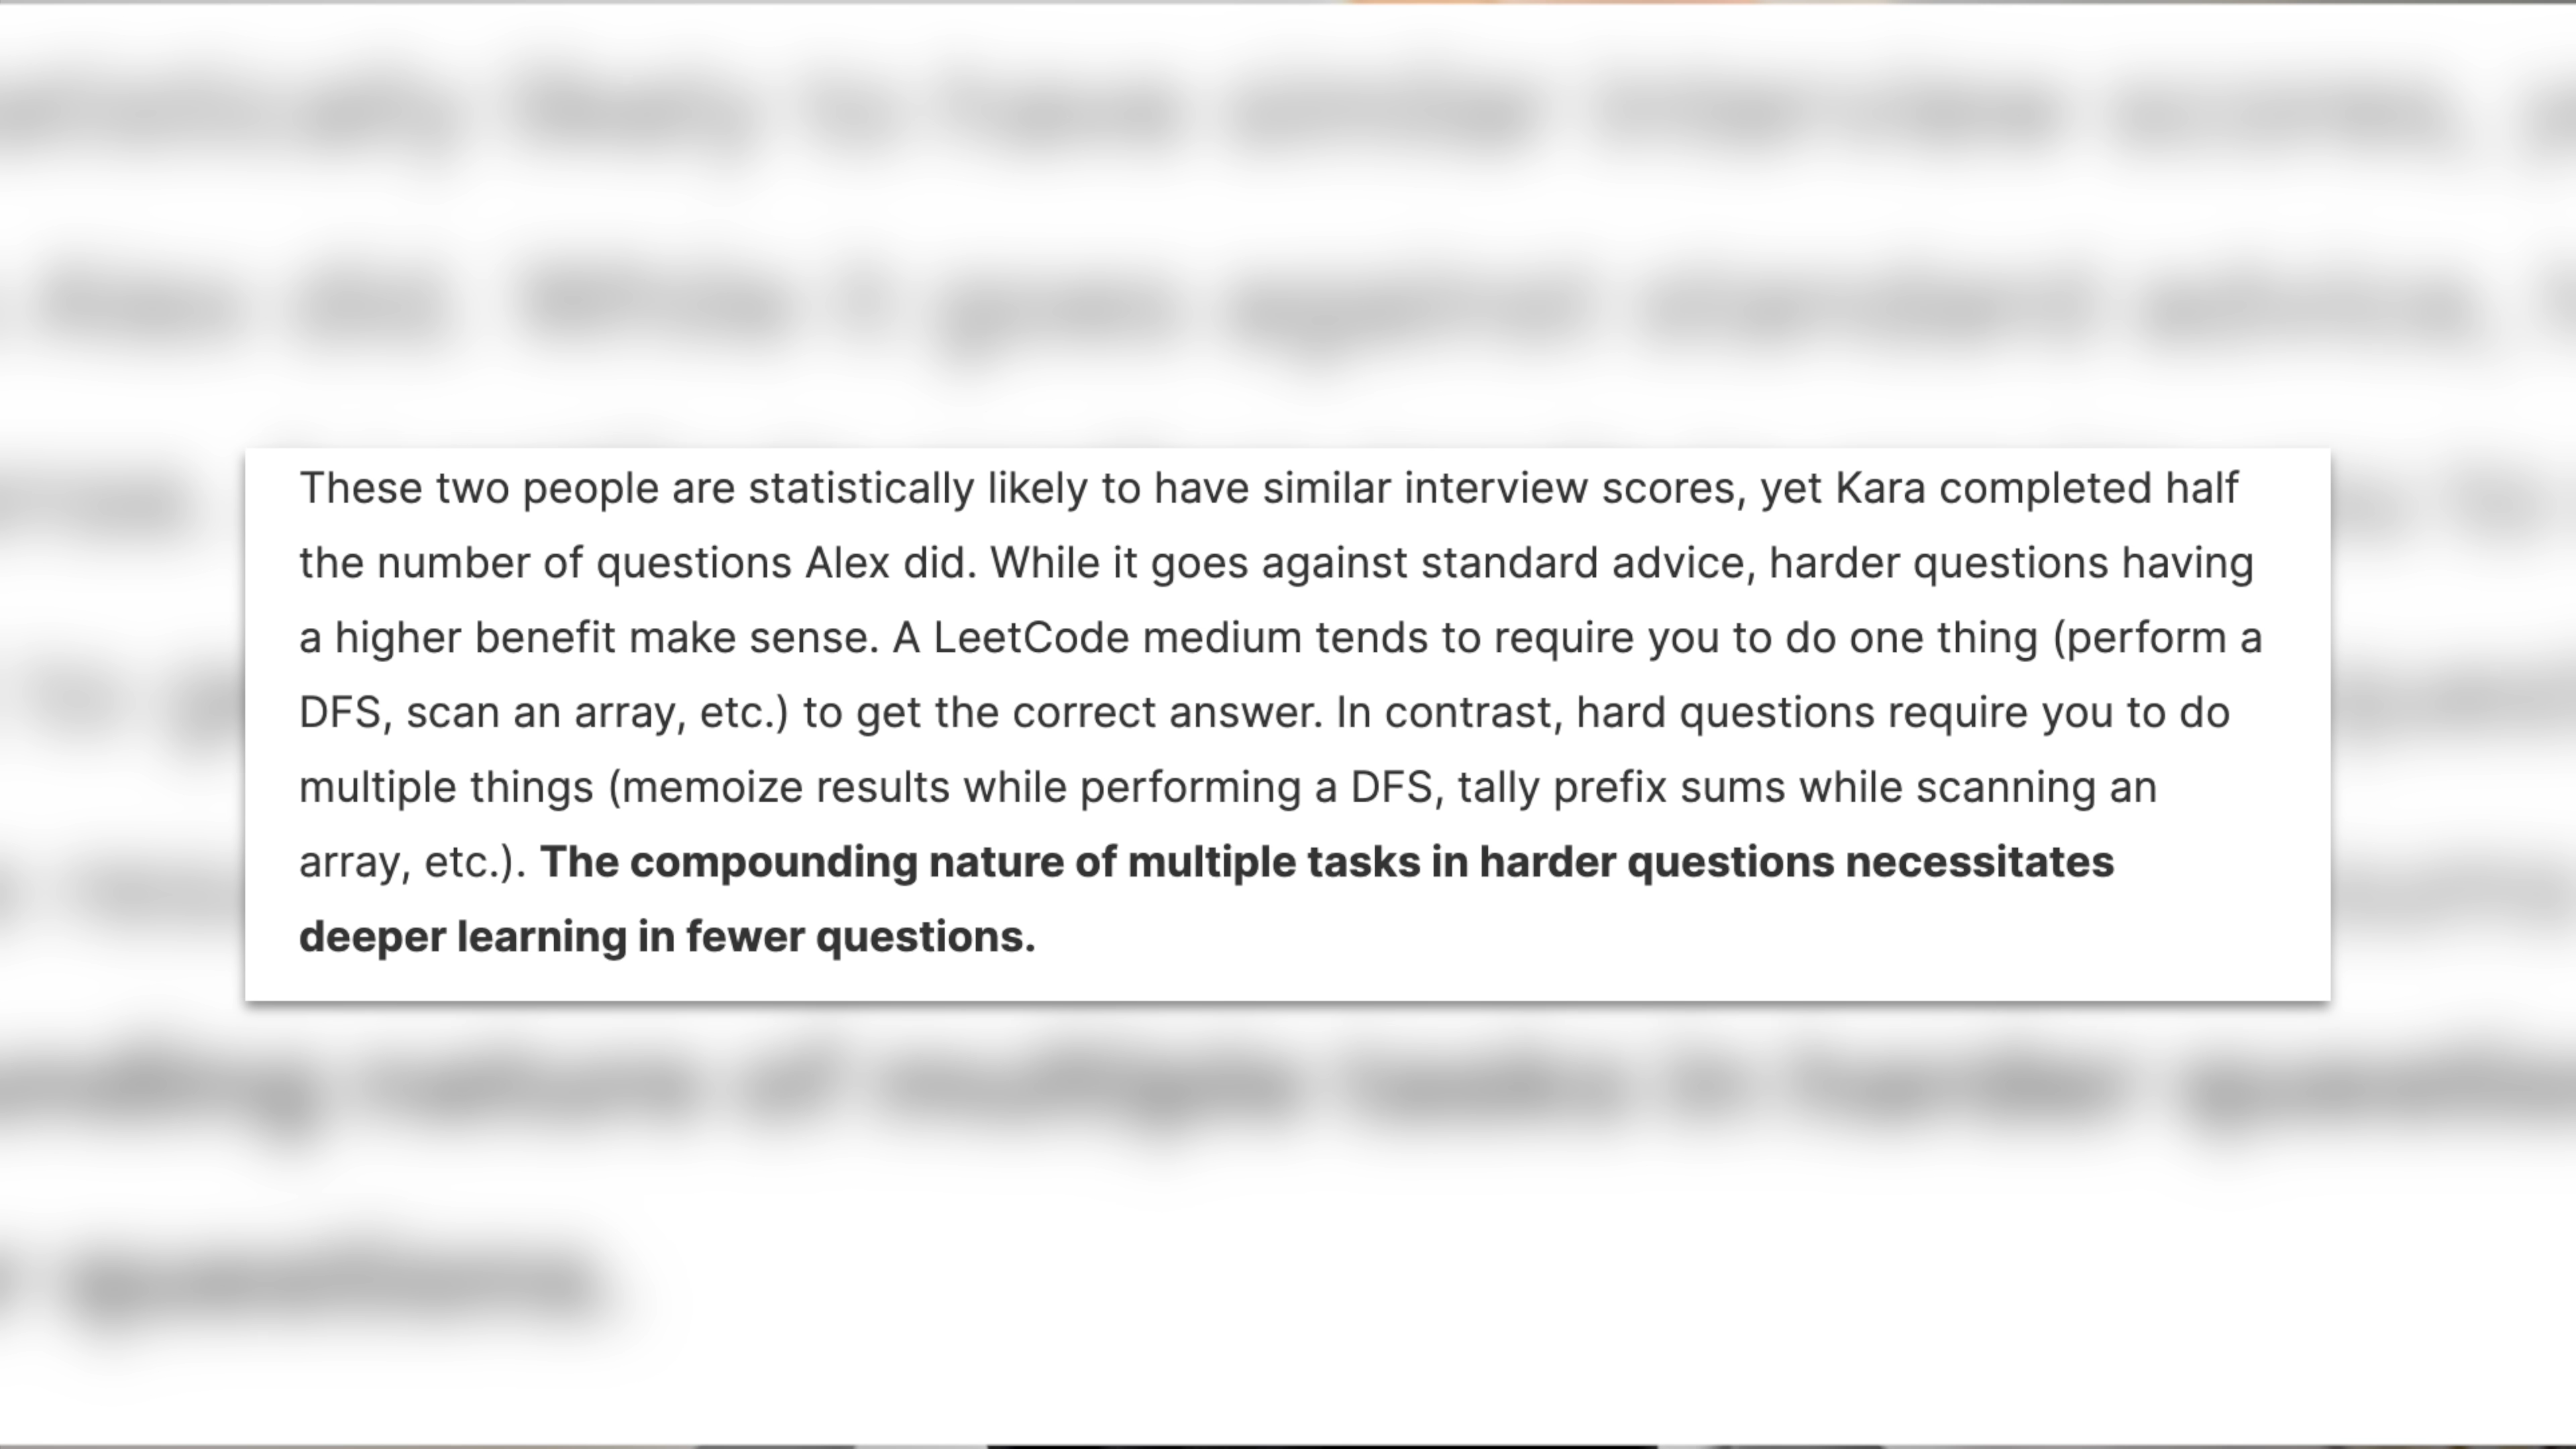 These two people are statistically likely to have similar interview scores, yet Kara completed half
the number of questions Alex did. While it goes against standard advice, harder questions having
a higher benefit make sense. A LeetCode medium tends to require you to do one thing (perform a
DFS, scan an array, etc.) to get the correct answer. In contrast, hard questions require you to do
multiple things (memoize results while performing a DFS, tally prefix sums while scanning an
array, etc.). The compounding nature of multiple tasks in harder questions necessitates
deeper learning in fewer questions.